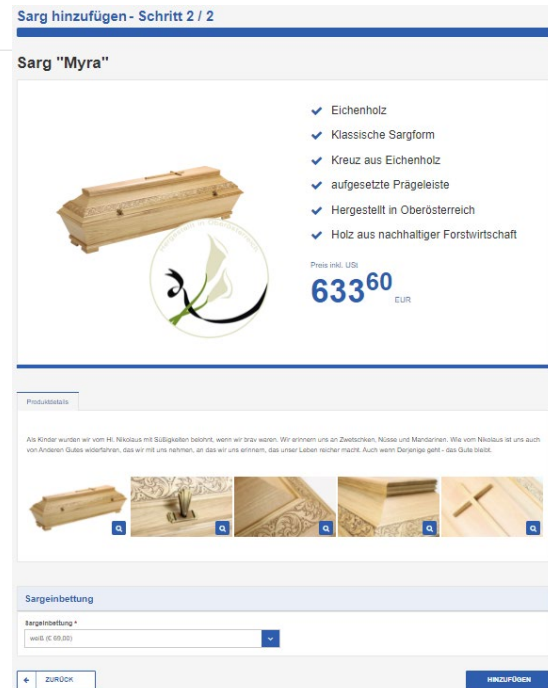 Sarg hinzufügen - Schritt 2 / 2
Sarg "Myra"
Eichenholz
Klassische Sargform
Kreuz aus Eichenholz
aufgesetzte Prägeleiste
Hergestellt in Oberösterreich
Holz aus nachhaltiger Forstwirtschaft
Hergestellt in Oberösterreich
Preis inkl. USt
63360 EUR
Produktdetails
Als Kinder wurden wir vom Hl. Nikolaus mit Süßigkeiten belohnt, wenn wir brav waren. Wir erinnern uns an Zwetschken, Nüsse und Mandarinen. Wie vom Nikolaus ist uns auch
von Anderen Gutes widerfahren, das wir mit uns nehmen, an das wir uns erinnern, das unser Leben reicher macht. Auch wenn Derjenige geht - das Gute bleibt.
Sargeinbettung
Sargeinbettung *
weiß (€ 69,00)
ZURÜCK
HINZUFÜGEN